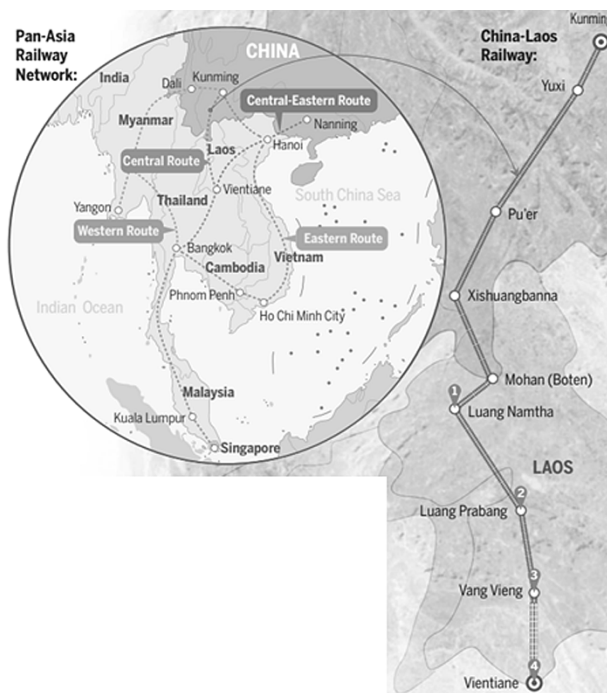 Pan-Asia
Railway
Network:
CHINA
India
Dali
Kunming
Central-Eastern Route
Myanmar
Nanning
Hanoi
Laos
Central Route
Vientiane
South China Sea
Thailand
Yangon
Western Route
Eastern Route
Bangkok
Vietnam
Cambodia
Phnom Penh
Indian Ocean
Ho Chi Minh City
Malaysia
Kuala Lumpur
Singapore
China-Laos
Railway:
Kunmin
Yuxi
Pu'er
Xishuangbanna
Mohan (Boten)
1
Luang Namtha
LAOS
2
Luang Prabang
3
Vang Vieng
4
Vientiane